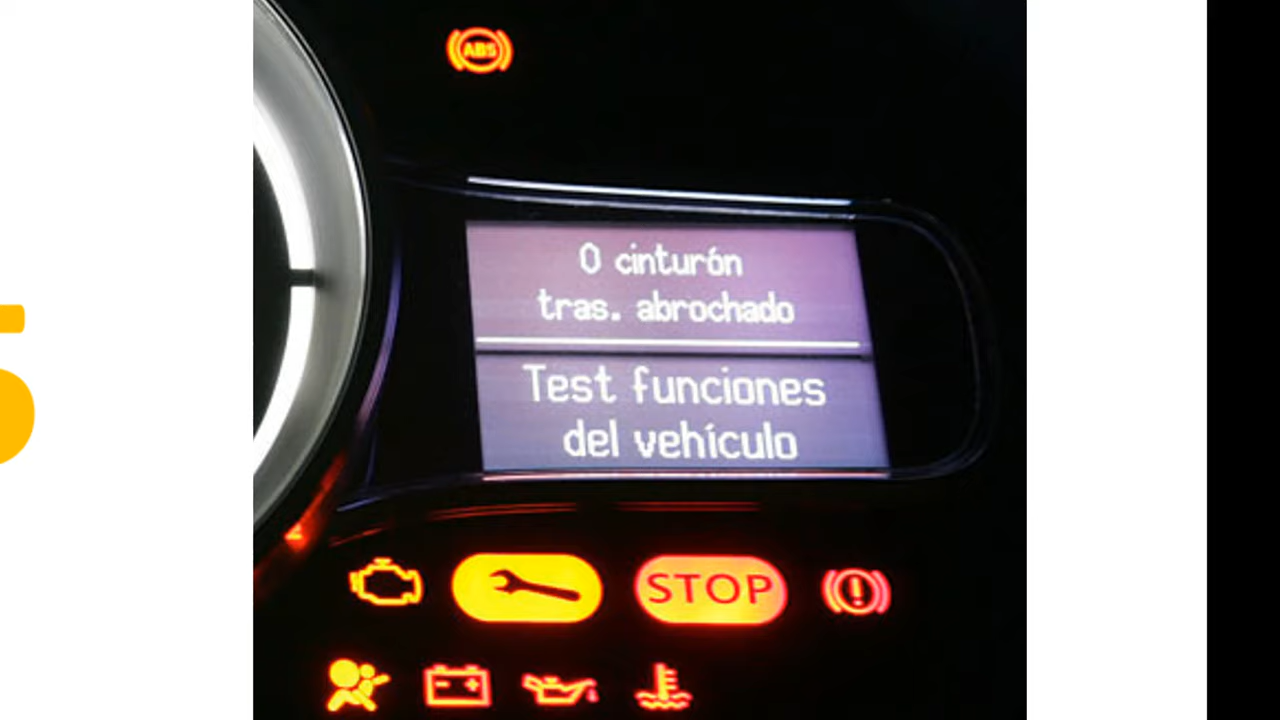 ABS
0 cinturón
tras. abrochado
Test funciones
del vehículo
STOP